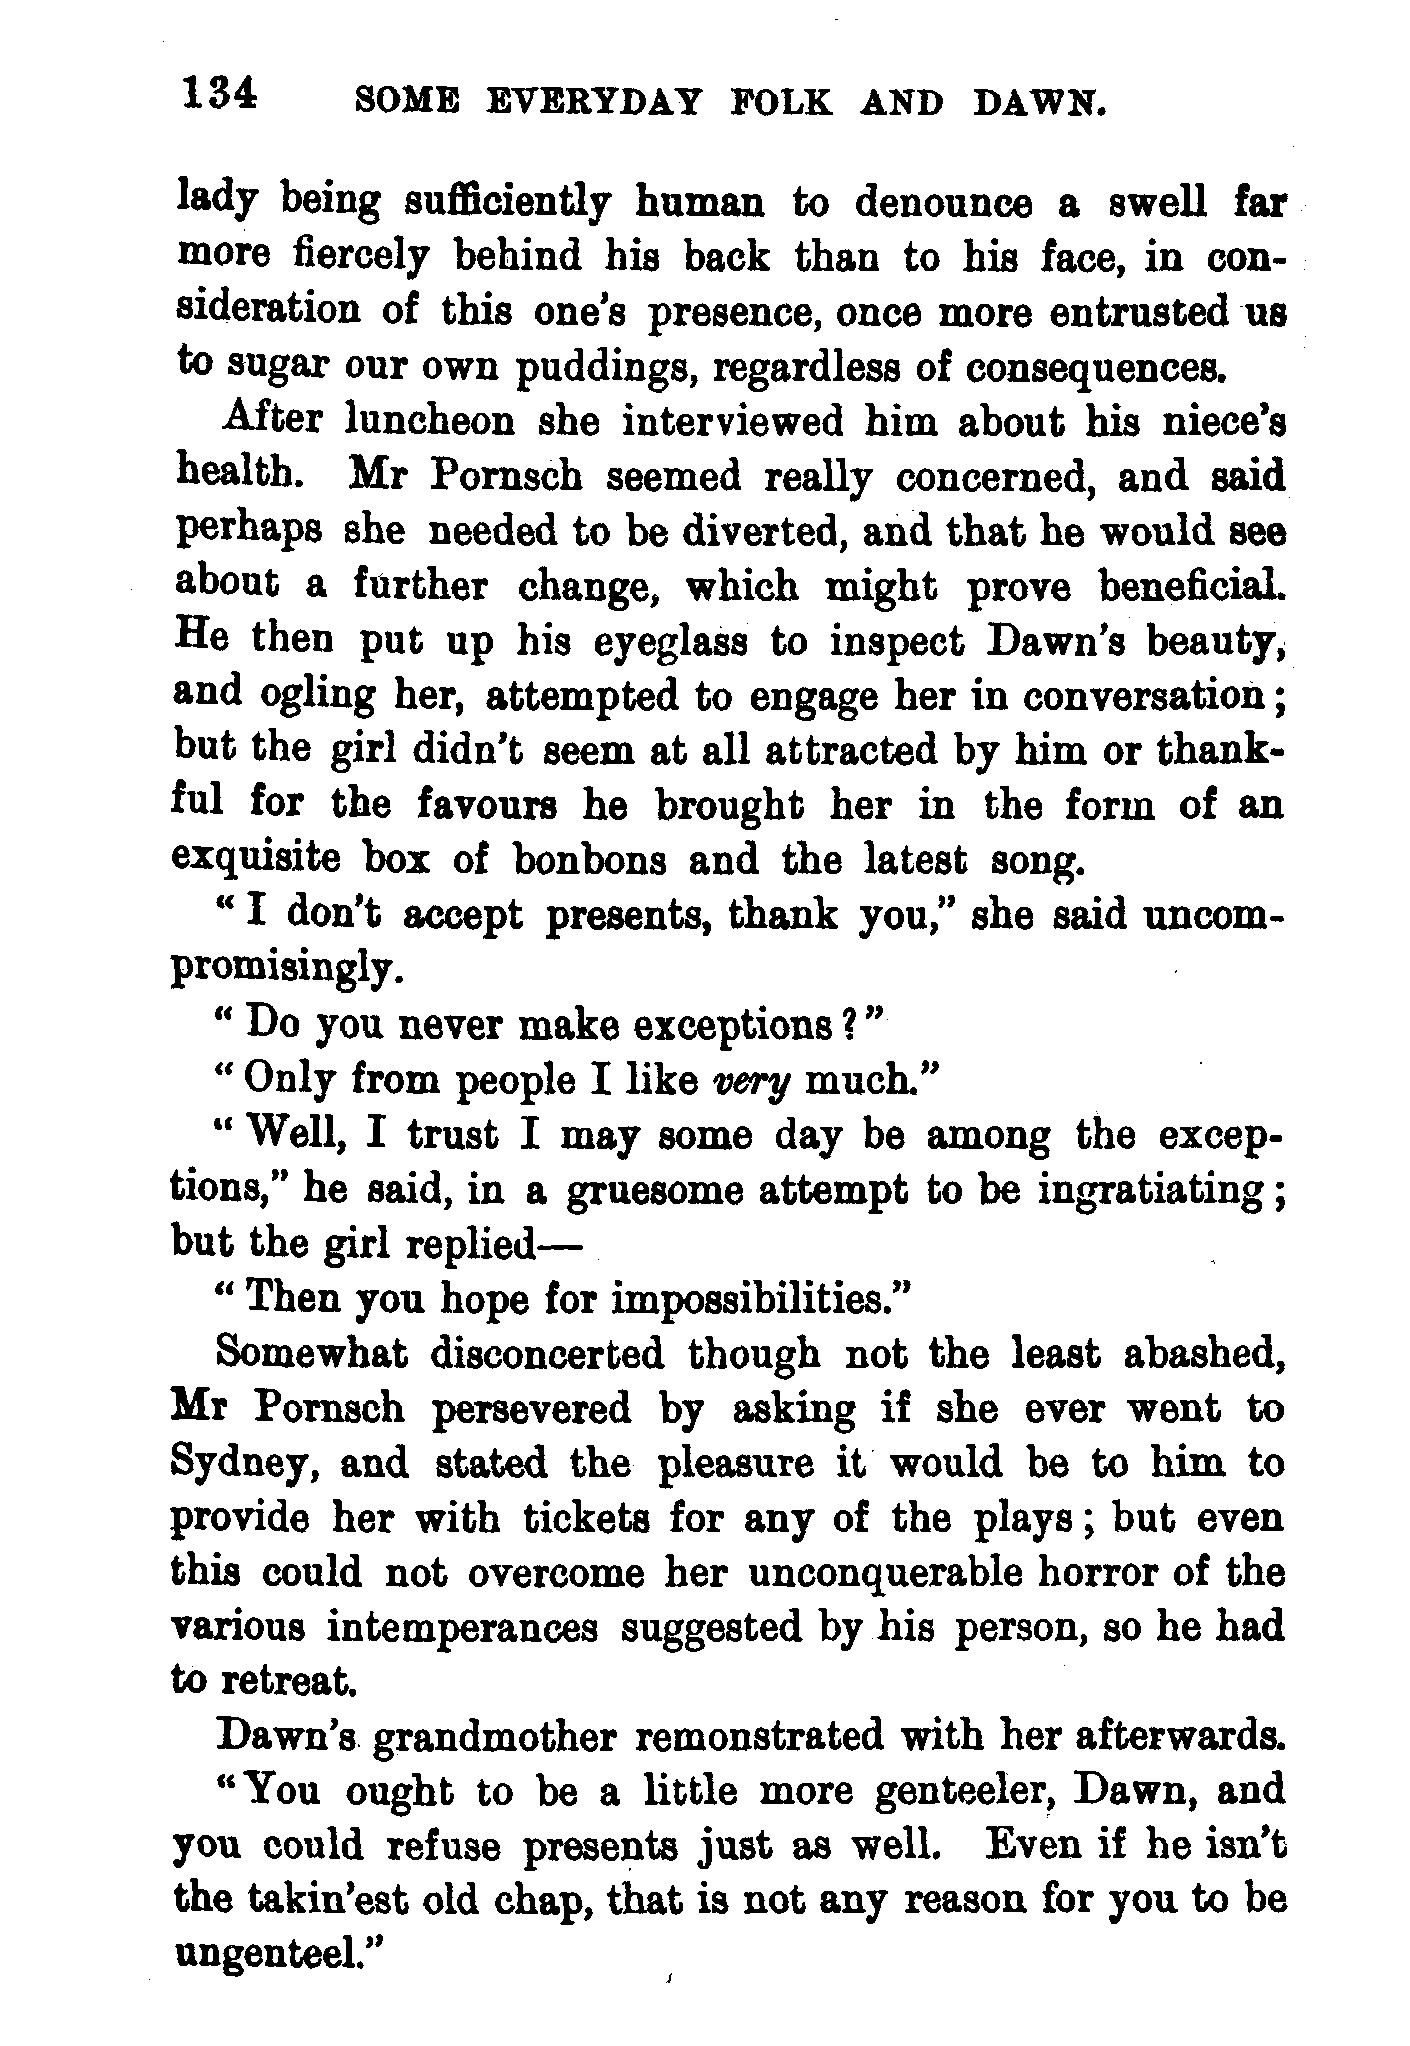 134 SOME EVERYDAY FOLK AND DAWN.
lady being sufficiently human to denounce a swell far
more fiercely behind his back than to his face, in con-
sideration of this one's presence, once more entrusted us
to sugar our own puddings, regardless of consequences.
After luncheon she interviewed him about his niece's
health. Mr Pornsch seemed really concerned, and said
perhaps she needed to be diverted, and that he would see
about a further change, which might prove beneficial.
He then put up his eyeglass to inspect Dawn's beauty,
and ogling her, attempted to engage her in conversation;
but the girl didn't seem at all attracted by him or thank-
ful for the favours he brought her in the form of an
exquisite box of bonbons and the latest song.
"I don't accept presents, thank you," she said uncom-
promisingly.
"Do you never make exceptions?"
"Only from people I like very much."
"Well, I trust I may some day be among the excep-
tions," he said, in a gruesome attempt to be ingratiating;
but the girl replied—
"Then you hope for impossibilities."
Somewhat disconcerted though not the least abashed,
Mr Pornsch persevered by asking if she ever went to
Sydney, and stated the pleasure it would be to him to
provide her with tickets for any of the plays; but even
this could not overcome her unconquerable horror of the
various intemperances suggested by his person, so he had
to retreat.
Dawn's grandmother remonstrated with her afterwards.
"You ought to be a little more genteeler, Dawn, and
you could refuse presents just as well. Even if he isn't
the takin'est old chap, that is not any reason for you to be
ungenteel."